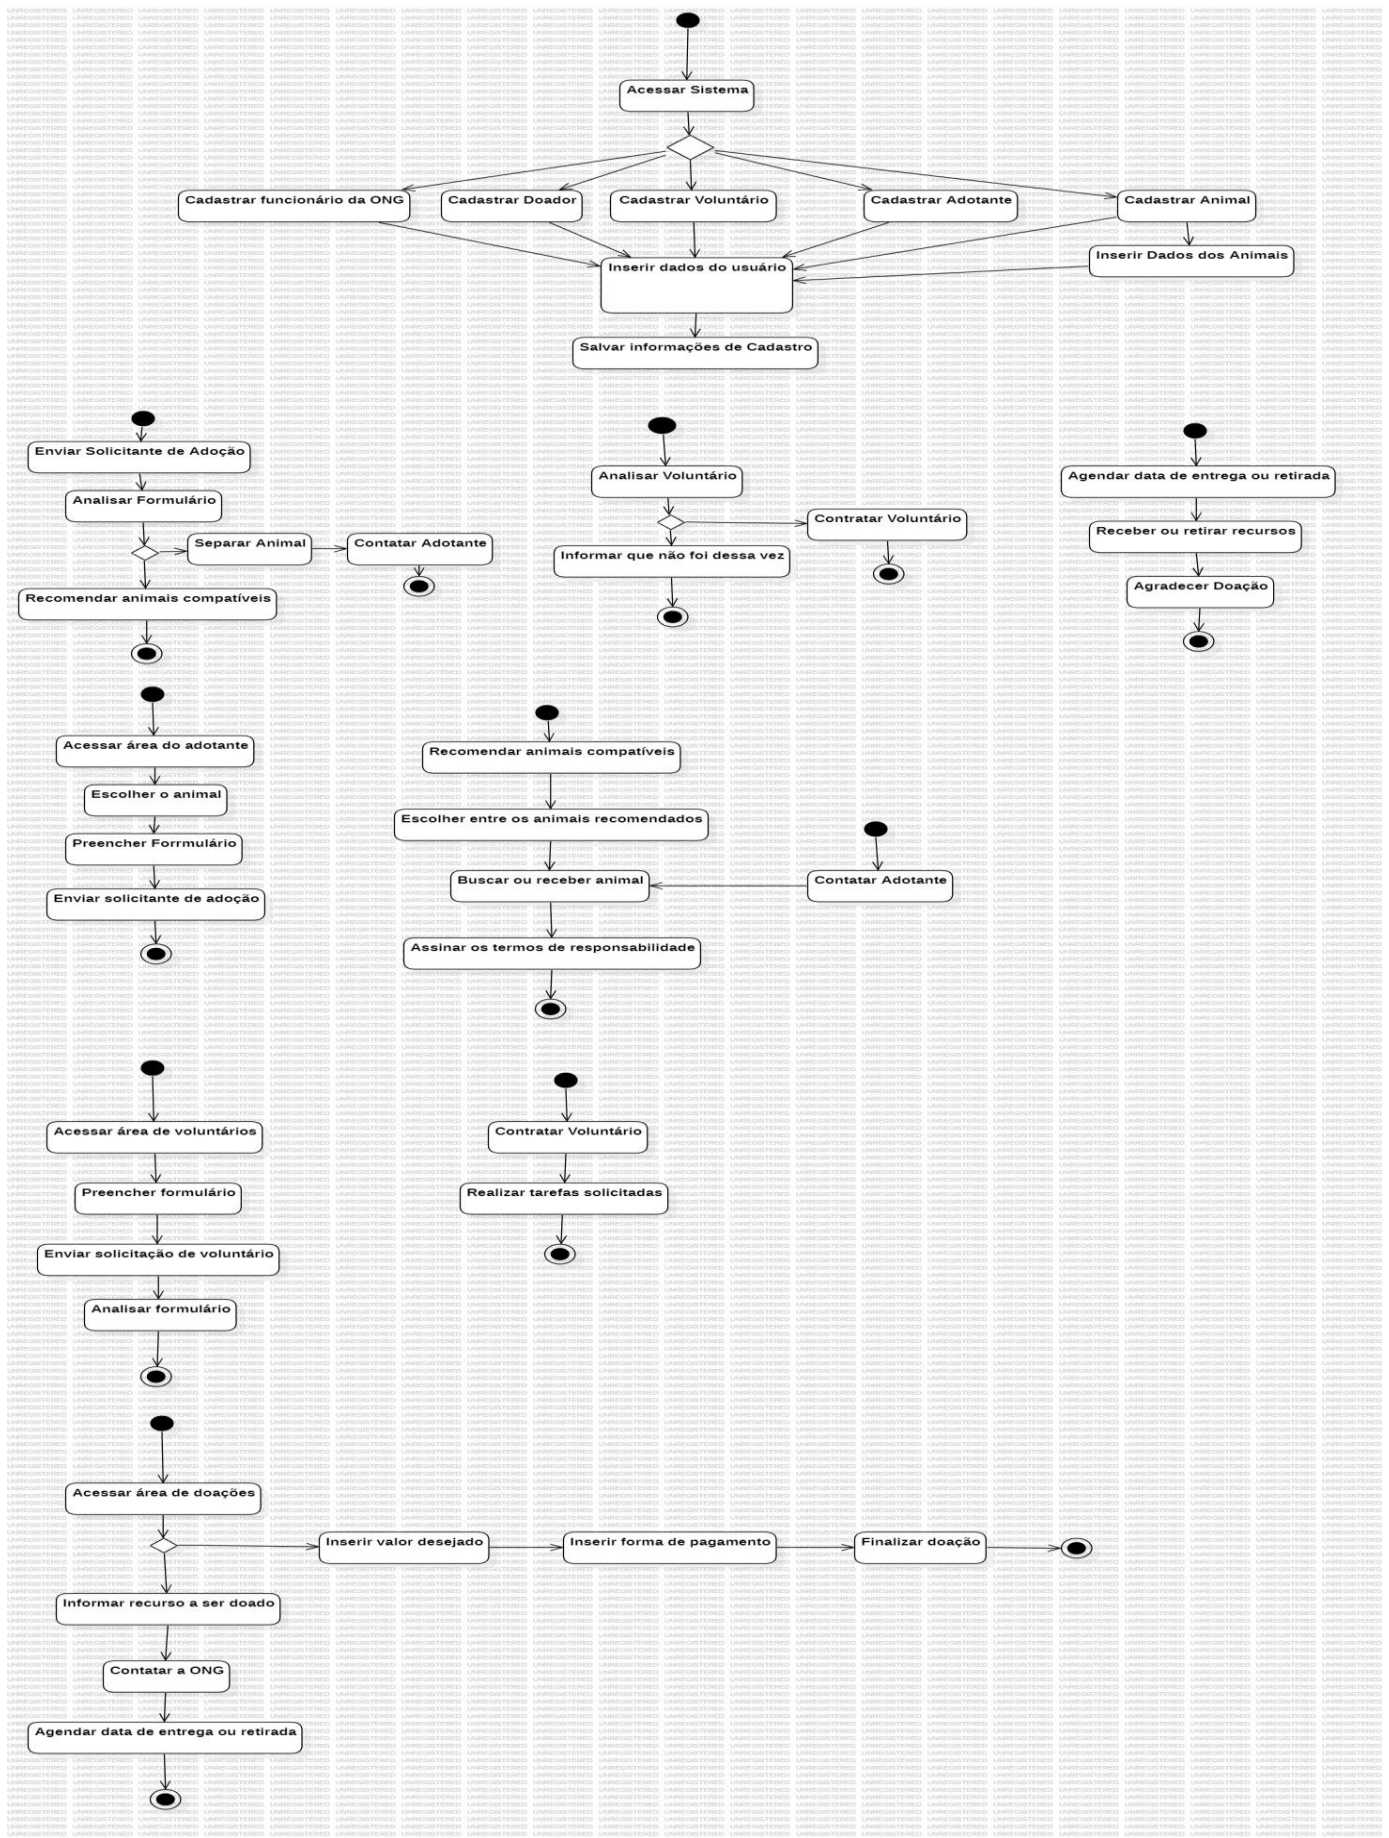 Acessar Sistema
Cadastrar funcionário da ONG
Cadastrar Doador
Cadastrar Voluntário
Cadastrar Adotante
Cadastrar Animal
Inserir dados do usuário
Inserir Dados dos Animais
Salvar informações de Cadastro
Enviar Solicitante de Adoção
Analisar Formulário
Separar Animal
Contatar Adotante
Recomendar animais compatíveis
Analisar Voluntário
Contratar Voluntário
Informar que não foi dessa vez
Agendar data de entrega ou retirada
Receber ou retirar recursos
Agradecer Doação
Acessar área do adotante
Escolher o animal
Preencher Forrmulário
Enviar solicitante de adoção
Recomendar animais compatíveis
Escolher entre os animais recomendados
Buscar ou receber animal
Contatar Adotante
Assinar os termos de responsabilidade
Acessar área de voluntários
Preencher formulário
Enviar solicitação de voluntário
Analisar formulário
Contratar Voluntário
Realizar tarefas solicitadas
Acessar área de doações
Inserir valor desejado
Inserir forma de pagamento
Finalizar doação
Informar recurso a ser doado
Contatar a ONG
Agendar data de entrega ou retirada
UNREGISTERED